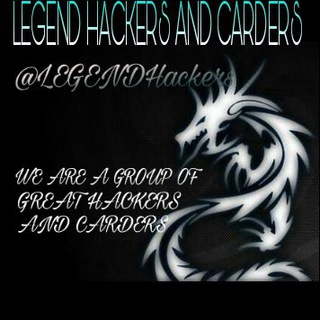 LEGEND HACKERS AND CARDERS
@LEGENDHackers
WE ARE A GROUP OF
GREAT HACKERS
AND CARDERS